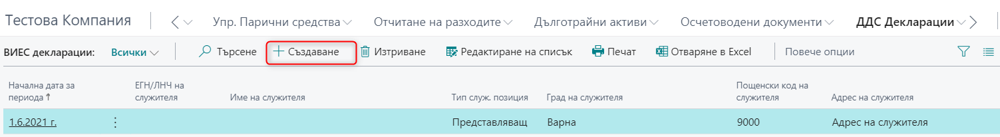 Тестова Компания
Упр. Парични средства
Отчитане на разходите
Дълготрайни активи
Осчетоводени документи
ДДС Декларации
ВИЕС декларации: Всички
Търсене
Създаване
Изтриване
Редактиране на списък
Печат
Отваряне в Excel
Повече опции
Начална дата за
периода
ЕГН/ЛНЧ на
служителя
Име на служителя
Тип служ. позиция
Град на служителя
Пощенски код на
служителя
Адрес на служителя
1.6.2021 г.
Представляващ
Варна
9000
Адрес на служителя